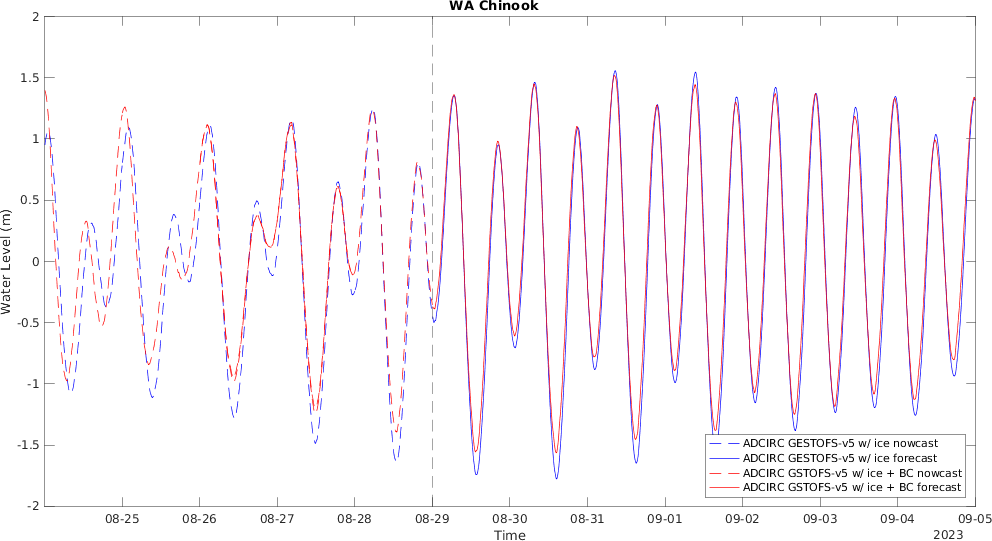 WA Chinook
2
1.5
1
0.5
0
-0.5
-1
-1.5
-2
Water Level (m)
08-25 08-26 08-27 08-28 08-29 08-30 08-31 09-01 09-02 09-03 09-04 09-05
Time
2023
ADCIRC GESTOFS-v5 w/ ice nowcast
ADCIRC GESTOFS-v5 w/ ice forecast
ADCIRC GSTOFS-v5 w/ ice + BC nowcast
ADCIRC GSTOFS-v5 w/ ice + BC forecast